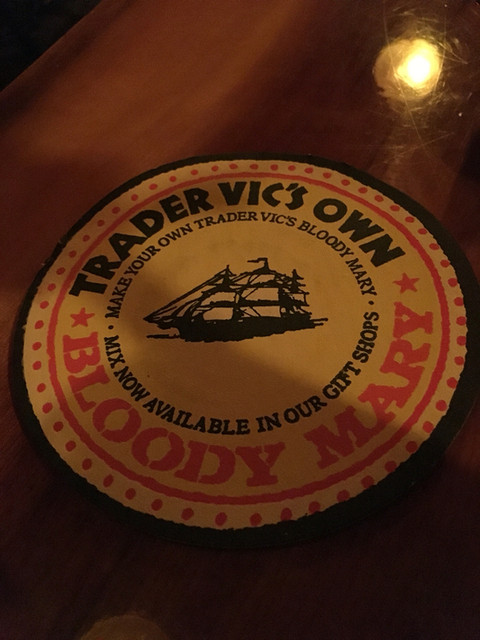 TRADER VIC'S OWN
MAKE YOUR OWN TRADER VIC'S BLOODY MARY
MIX NOW AVAILABLE IN OUR GIFT SHOPS
BLOODY MARY